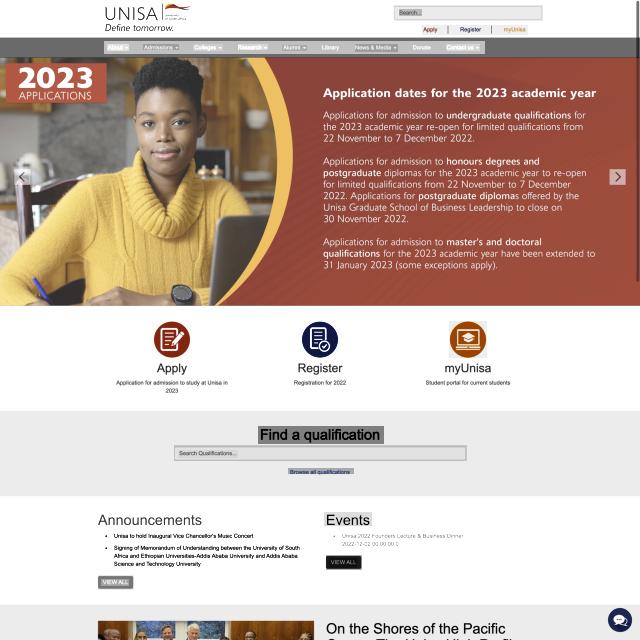 UNISA
Define tomorrow.
Search...
Apply
Register
myUnisa
About
Admissions
Colleges
Research
Alumni
Library
News & Media
Donate
Contact us
2023
APPLICATIONS
Application dates for the 2023 academic year
Applications for admission to undergraduate qualifications for
the 2023 academic year re-open for limited qualifications from
22 November to 7 December 2022.
Applications for admission to honours degrees and
postgraduate diplomas for the 2023 academic year to re-open
for limited qualifications from 22 November to 7 December
2022. Applications for postgraduate diplomas offered by the
Unisa Graduate School of Business Leadership to close on
30 November 2022.
Applications for admission to master's and doctoral
qualifications for the 2023 academic year have been extended to
31 January 2023 (some exceptions apply).
Apply
Application for admission to study at Unisa in
2023
Register
Registration for 2022
myUnisa
Student portal for current students
Find a qualification
Search Qualifications...
Browse all qualifications
Announcements
Unisa to hold Inaugural Vice Chancellor's Music Concert
Signing of Memorandum of Understanding between the University of South
Africa and Ethiopian Universities-Addis Ababa University and Addis Ababa
Science and Technology University
VIEW ALL
Events
Unisa 2022 Founders Lecture & Business Dinner
2022-12-02 00:00:00.0
VIEW ALL
On the Shores of the Pacific